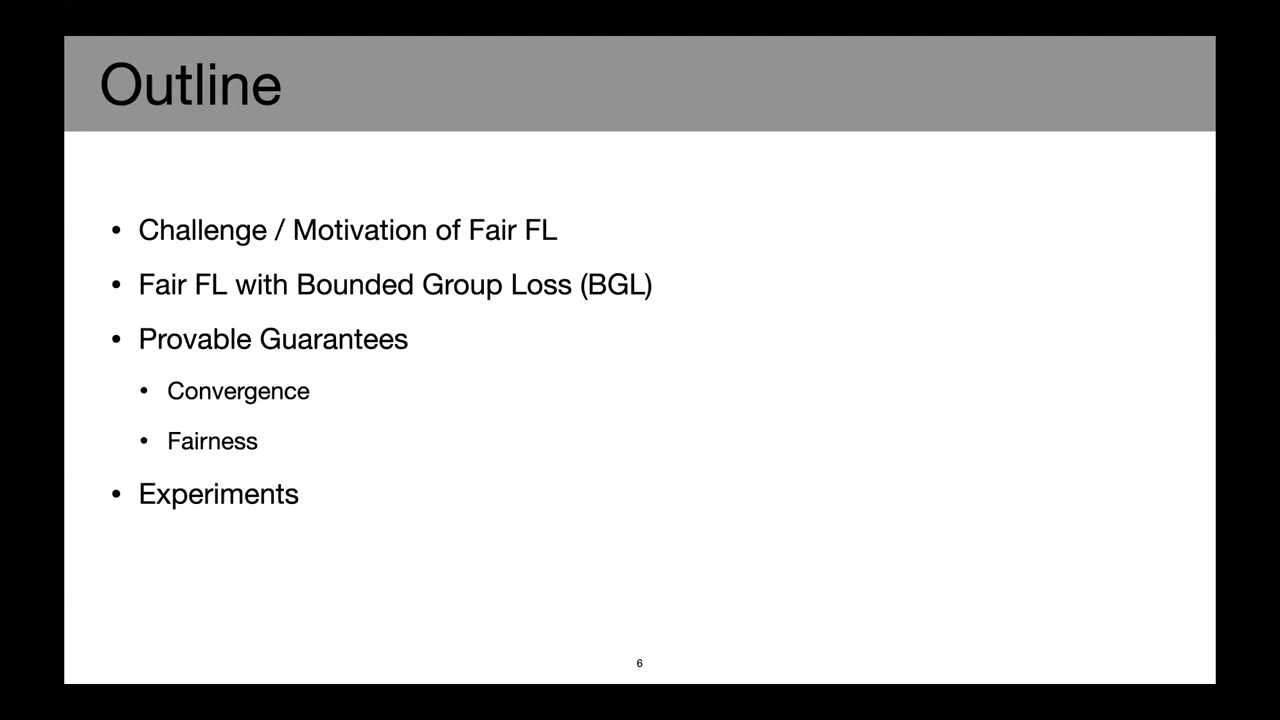 Outline
• Challenge / Motivation of Fair FL
• Fair FL with Bounded Group Loss (BGL)
• Provable Guarantees
• Convergence
• Fairness
• Experiments
6